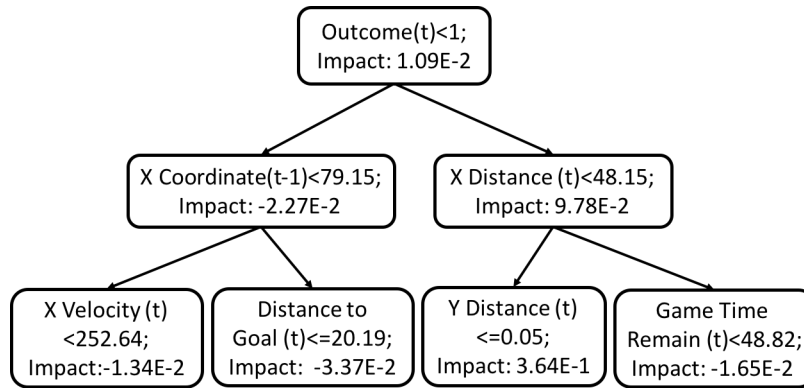 Outcome(t)<1;
Impact: 1.09E-2
X Coordinate(t-1)<79.15;
Impact: -2.27E-2
X Distance (t)<48.15;
Impact: 9.78E-2
X Velocity (t)
<252.64;
Impact:-1.34E-2
Distance to
Goal (t)<=20.19;
Impact:  -3.37E-2
Y Distance (t)
<=0.05;
Impact: 3.64E-1
Game Time
Remain (t)<48.82;
Impact: -1.65E-2